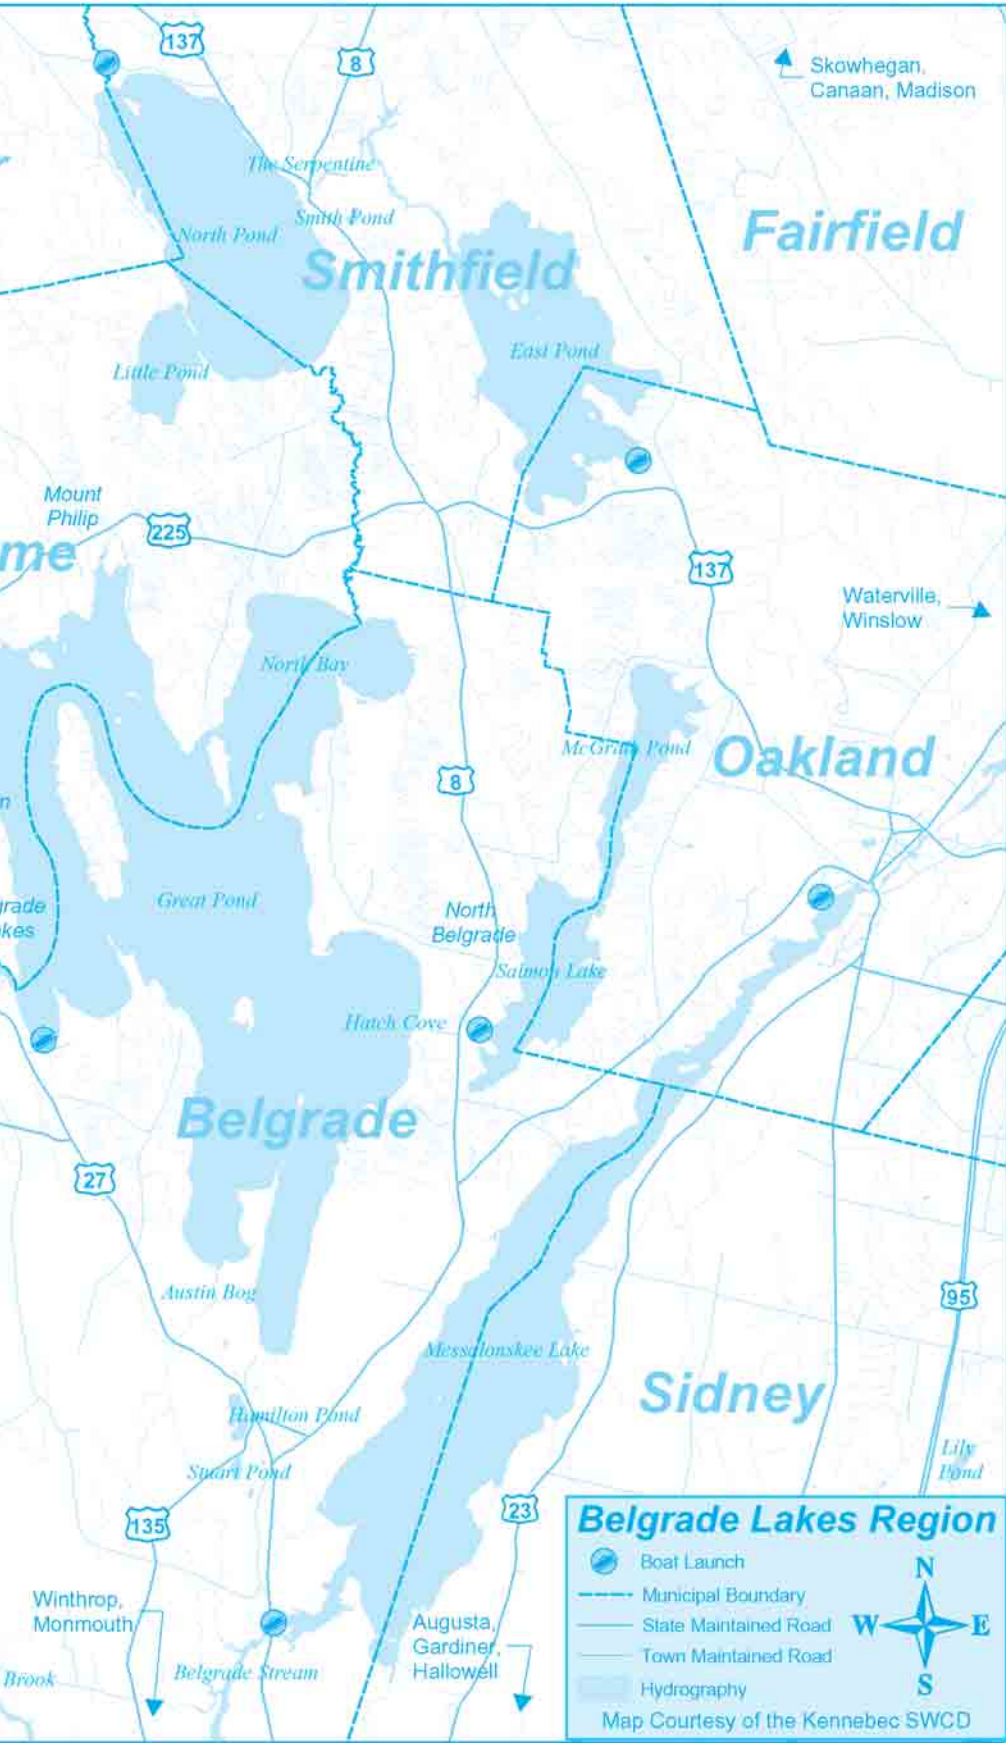 137
8
Skowhegan,
Canaan, Madison
The Serpentine
Smith Pond
North Pond
Fairfield
Smithfield
East Pond
Little Pond
Mount
Philip
225
me
137
Waterville,
Winslow
North Bay
McGrath Pond
Oakland
8
n
Great Pond
grade
kes
North
Belgrade
Salmon Lake
Hatch Cove
Belgrade
27
Austin Bog
95
Messalonskee Lake
Sidney
Hamilton Pond
Lily
Pond
Stuart Pond
23
135
Belgrade Lakes Region
Boat Launch
N
Municipal Boundary
State Maintained Road
W
E
Town Maintained Road
Hydrography
S
Map Courtesy of the Kennebec SWCD
Winthrop,
Monmouth
Augusta,
Gardiner,
Hallowell
Brook
Belgrade Stream